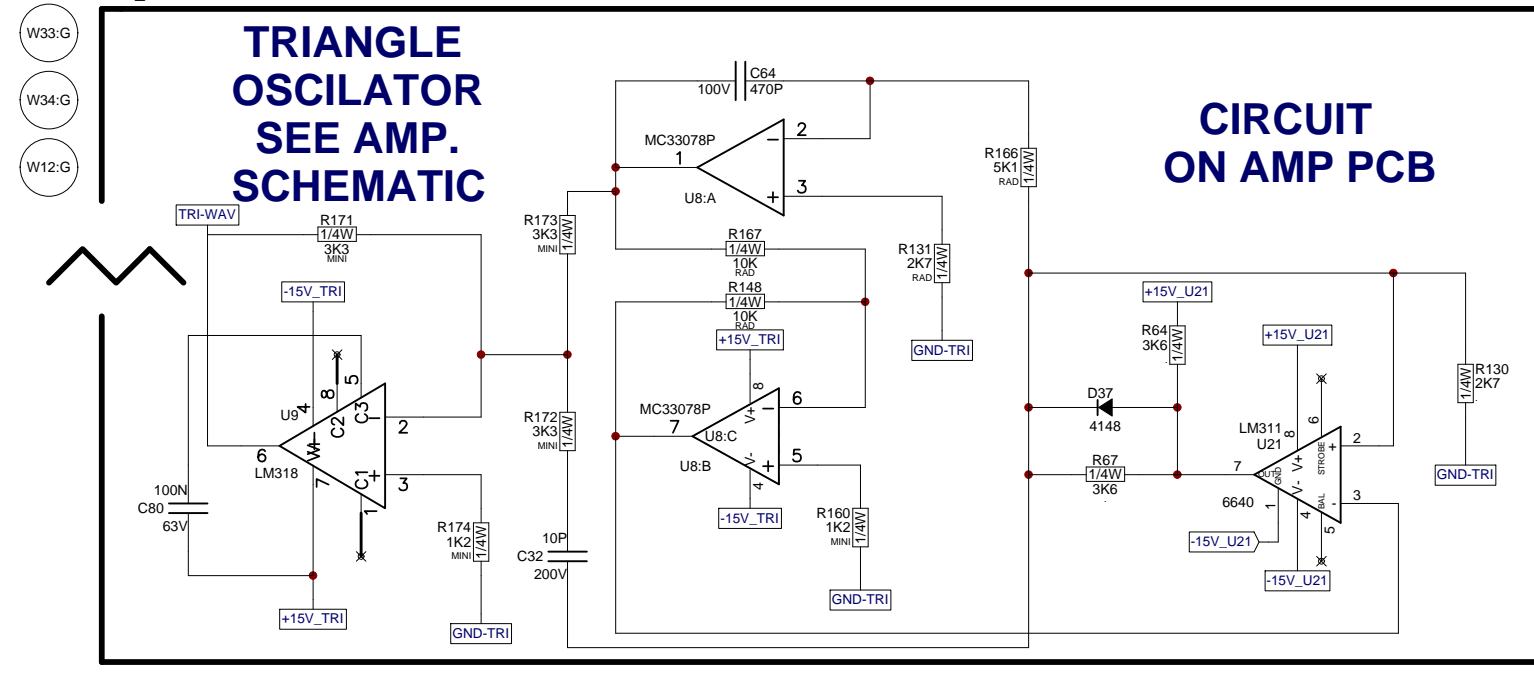 W33:G
W34:G
W12:G
TRIANGLE
OSCILATOR
SEE AMP.
SCHEMATIC
CIRCUIT
ON AMP PCB
C64
100V
470P
MC33078P
2
1
3
U8:A
R166
5K1
RAD
1/4W
TRI-WAV
R171
1/4W
3K3
MINI
R173
3K3
MINI
1/4W
R167
1/4W
10K
RAD
R131
2K7
RAD
1/4W
R148
1/4W
10K
RAD
-15V_TRI
+15V_TRI
GND-TRI
+15V_U21
R64
3K6
1/4W
+15V_U21
R130
2K7
1/4W
D37
4148
U9
4
8
5
C2
C3
2
6
LM318
7
C1
3
1
V-
V+
R172
3K3
MINI
1/4W
MC33078P
8
V+
6
7
U8:C
U8:B
V-
5
4
LM311
U21
8
V+
6
STROBE
2
7
OUT
GND
6640
1
V-
4
BAL
5
3
+
-
R67
1/4W
3K6
GND-TRI
100N
C80
63V
R174
1K2
MINI
1/4W
10P
C32
200V
-15V_TRI
R160
1K2
MINI
1/4W
-15V_U21
-15V_U21
GND-TRI
+15V_TRI
GND-TRI